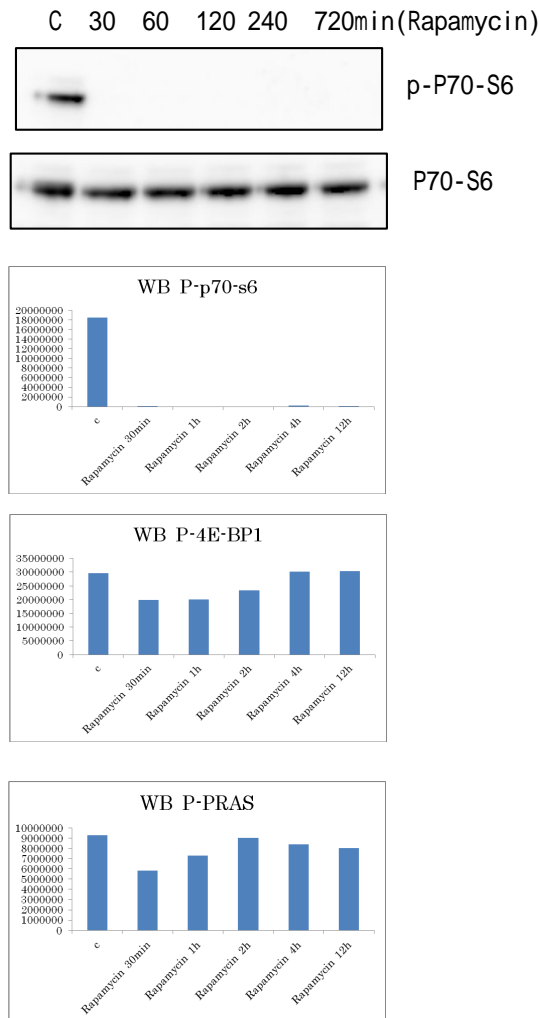 C 30 60 120 240 720min(Rapamycin)
p-P70-S6
P70-S6
WB P-p70-s6
20000000
18000000
16000000
14000000
12000000
10000000
8000000
6000000
4000000
2000000
0
c
Rapamycin 30min
Rapamycin 1h
Rapamycin 2h
Rapamycin 4h
Rapamycin 12h
WB P-4E-BP1
35000000
30000000
25000000
20000000
15000000
10000000
5000000
0
c
Rapamycin 30min
Rapamycin 1h
Rapamycin 2h
Rapamycin 4h
Rapamycin 12h
WB P-PRAS
10000000
9000000
8000000
7000000
6000000
5000000
4000000
3000000
2000000
1000000
0
c
Rapamycin 30min
Rapamycin 1h
Rapamycin 2h
Rapamycin 4h
Rapamycin 12h